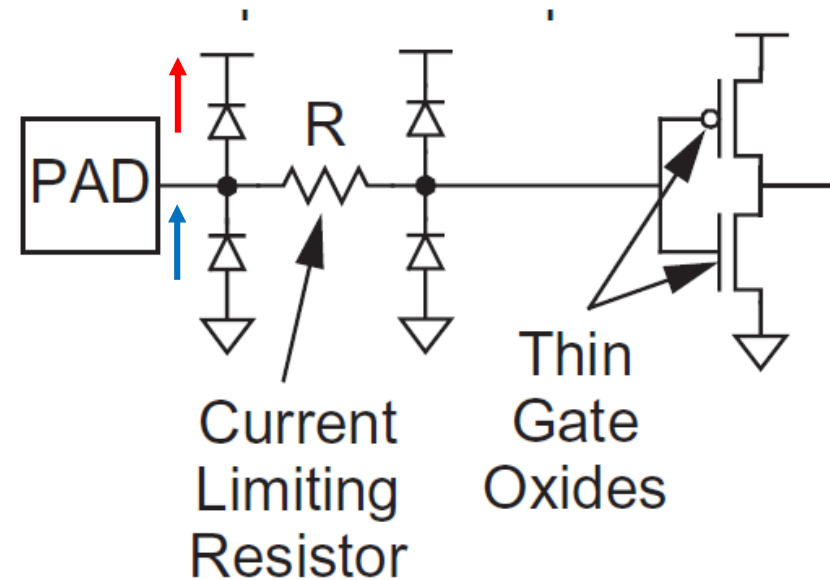 PAD
R
Current
Limiting
Resistor
Thin
Gate
Oxides